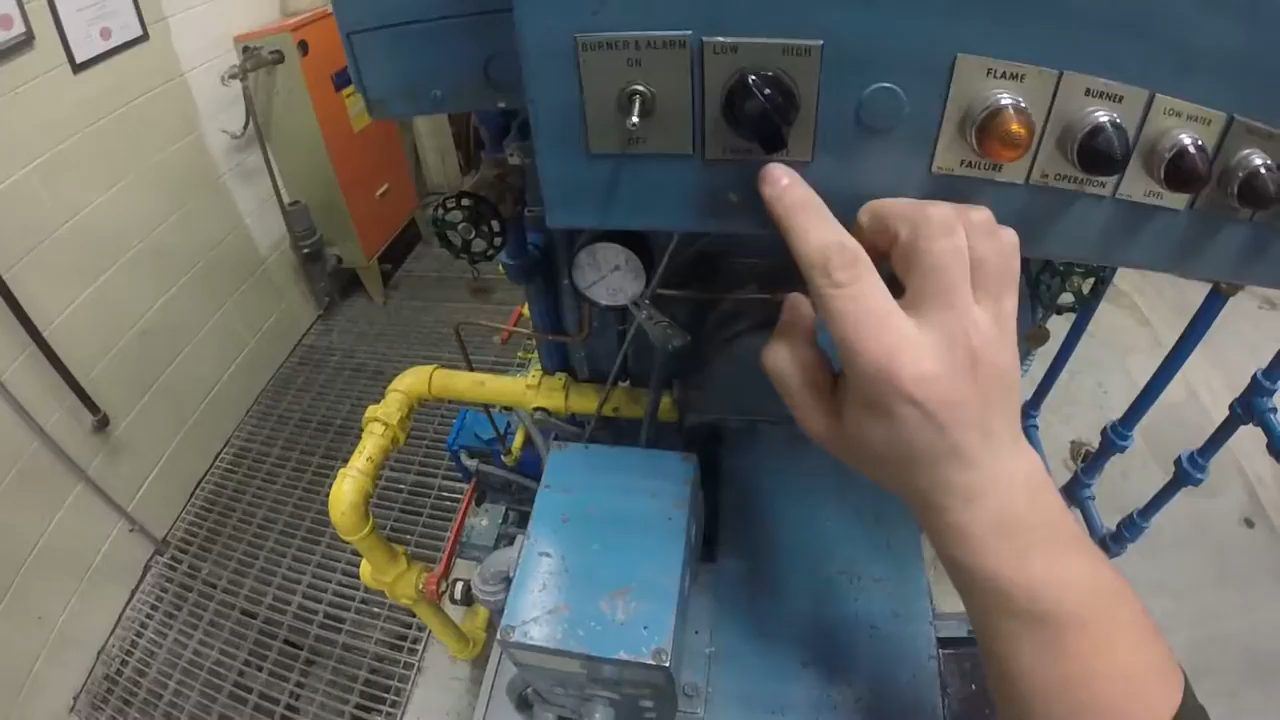 BURNER & ALARM
ON
OFF
LOW HIGH
FLAME
FAILURE
BURNER
in OPERATION
LOW WATER
LEVEL